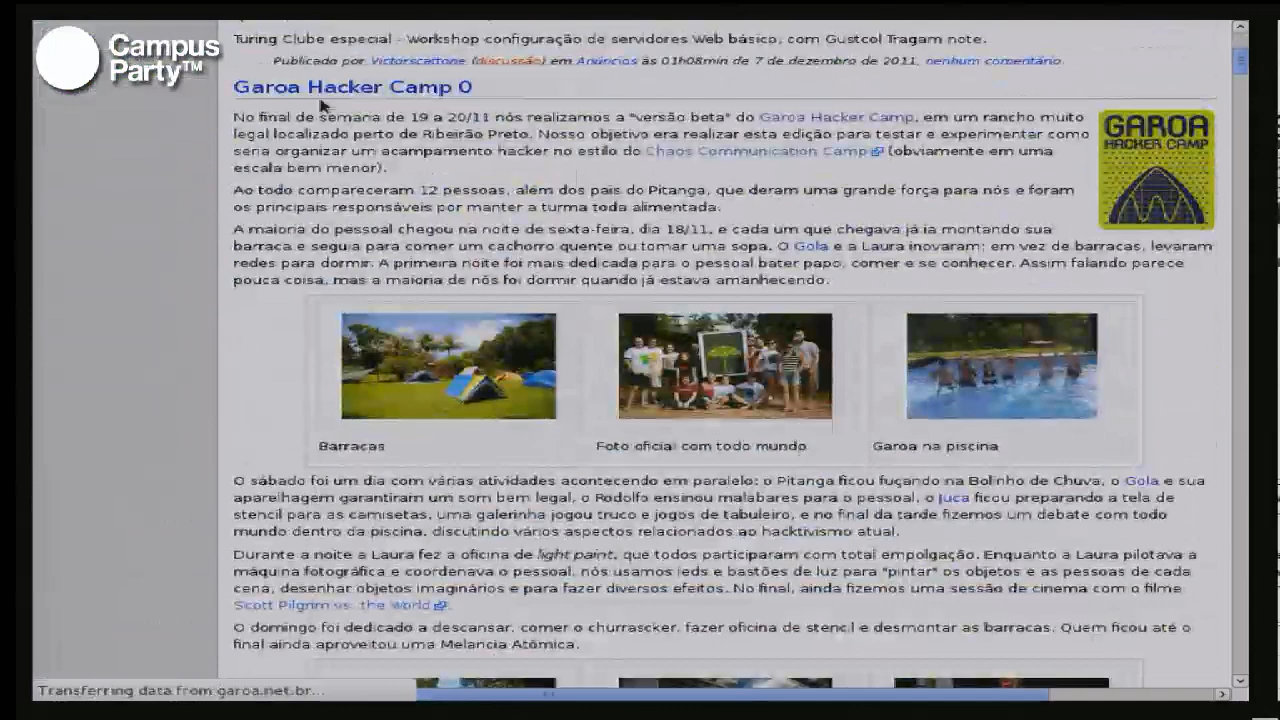 Campus
Party™
Turing Clube especial - Workshop configuração de servidores Web básico, com Gustcol Tragam note.
Publicado por Victorscattone (discussão) em Anúncios às 01h08min de 7 de dezembro de 2011, nenhum comentário.
Garoa Hacker Camp 0
No final de semana de 19 a 20/11 nós realizamos a "versão beta" do Garoa Hacker Camp, em um rancho muito
legal localizado perto de Ribeirão Preto. Nosso objetivo era realizar esta edição para testar e experimentar como
seria organizar um acampamento hacker no estilo do Chaos Communication Camp (obviamente em uma
escala bem menor).
GAROA
HACKER CAMP
Ao todo compareceram 12 pessoas, além dos pais do Pitanga, que deram uma grande força para nós e foram
os principais responsáveis por manter a turma toda alimentada.
A maioria do pessoal chegou na noite de sexta-feira, dia 18/11, e cada um que chegava já ia montando sua
barraca e seguia para comer um cachorro quente ou tomar uma sopa. O Gola e a Laura inovaram: em vez de barracas, levaram
redes para dormir. A primeira noite foi mais dedicada para o pessoal bater papo, comer e se conhecer. Assim falando parece
pouca coisa, mas a maioria de nós foi dormir quando já estava amanhecendo.
Barracas
Foto oficial com todo mundo
Garoa na piscina
O sábado foi um dia com várias atividades acontecendo em paralelo: o Pitanga ficou fuçando na Bolinho de Chuva, o Gola e sua
aparelhagem garantiram um som bem legal, o Rodolfo ensinou malabares para o pessoal, o Juca ficou preparando a tela de
stencil para as camisetas, uma galerinha jogou truco e jogos de tabuleiro, e no final da tarde fizemos um debate com todo
mundo dentro da piscina, discutindo vários aspectos relacionados ao hacktivismo atual.
Durante a noite a Laura fez a oficina de light paint, que todos participaram com total empolgação. Enquanto a Laura pilotava a
máquina fotográfica e coordenava o pessoal, nós usamos leds e bastões de luz para "pintar" os objetos e as pessoas de cada
cena, desenhar objetos imaginários e para fazer diversos efeitos. No final, ainda fizemos uma sessão de cinema com o filme
Scott Pilgrim vs. the World.
O domingo foi dedicado a descansar, comer o churrascker, fazer oficina de stencil e desmontar as barracas. Quem ficou até o
final ainda aproveitou uma Melancia Atômica.
Transferring data from garoa.net.br...